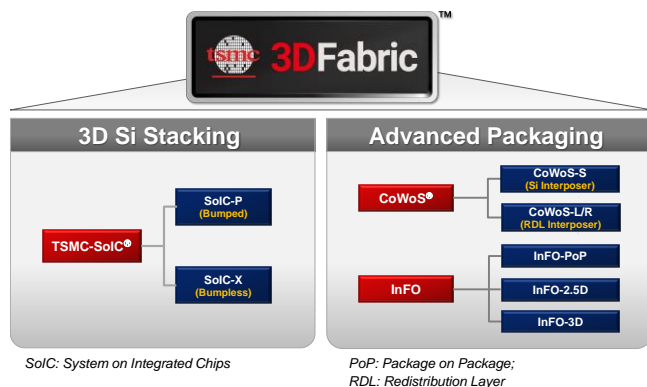 TM
tsmc 3DFabric
3D Si Stacking
TSMC-SoIC®
SoIC-P
(Bumped)
SoIC-X
(Bumpless)
SoIC: System on Integrated Chips
Advanced Packaging
CoWoS®
CoWoS-S
(Si Interposer)
CoWoS-L/R
(RDL Interposer)
InFO
InFO-PoP
InFO-2.5D
InFO-3D
PoP: Package on Package;
RDL: Redistribution Layer